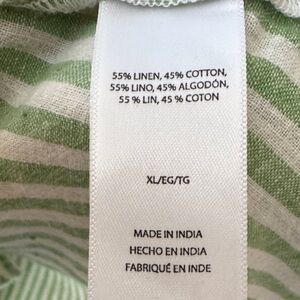 55% LINEN, 45% COTTON,
55% LINO, 45% ALGODÓN,
55 % LIN, 45 % COTON
XL/EG/TG
MADE IN INDIA
HECHO EN INDIA
FABRIQUÉ EN INDE